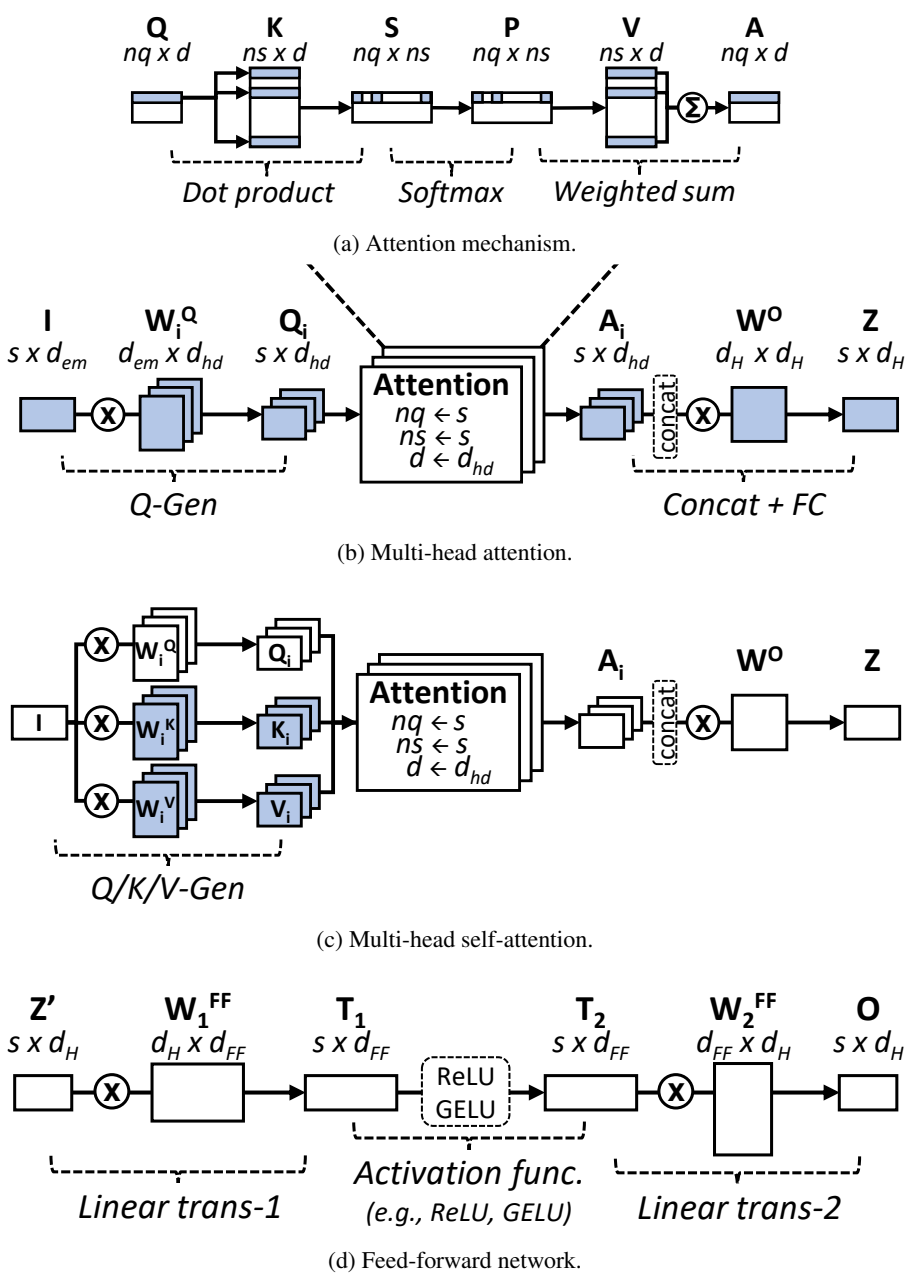 Q K S P V A
nq x d ns x d nq x ns nq x ns ns x d nq x d
Σ
Dot product Softmax Weighted sum
(a) Attention mechanism.
I W_i^Q Q_i A_i W^O Z
s x d_em d_em x d_hd s x d_hd s x d_hd d_H x d_H s x d_H
Attention
nq ← s
ns ← s
d ← d_hd
X concat X
Q-Gen Concat + FC
(b) Multi-head attention.
X W_i^Q Q_i
A_i W^O Z
Attention
nq ← s
ns ← s
d ← d_hd
I X W_i^K K_i concat X
X W_i^V V_i
Q/K/V-Gen
(c) Multi-head self-attention.
Z' W_1^FF T_1 T_2 W_2^FF O
s x d_H d_H x d_FF s x d_FF s x d_FF d_FF x d_H s x d_H
X ReLU X
GELU
Linear trans-1 Activation func. Linear trans-2
(e.g., ReLU, GELU)
(d) Feed-forward network.